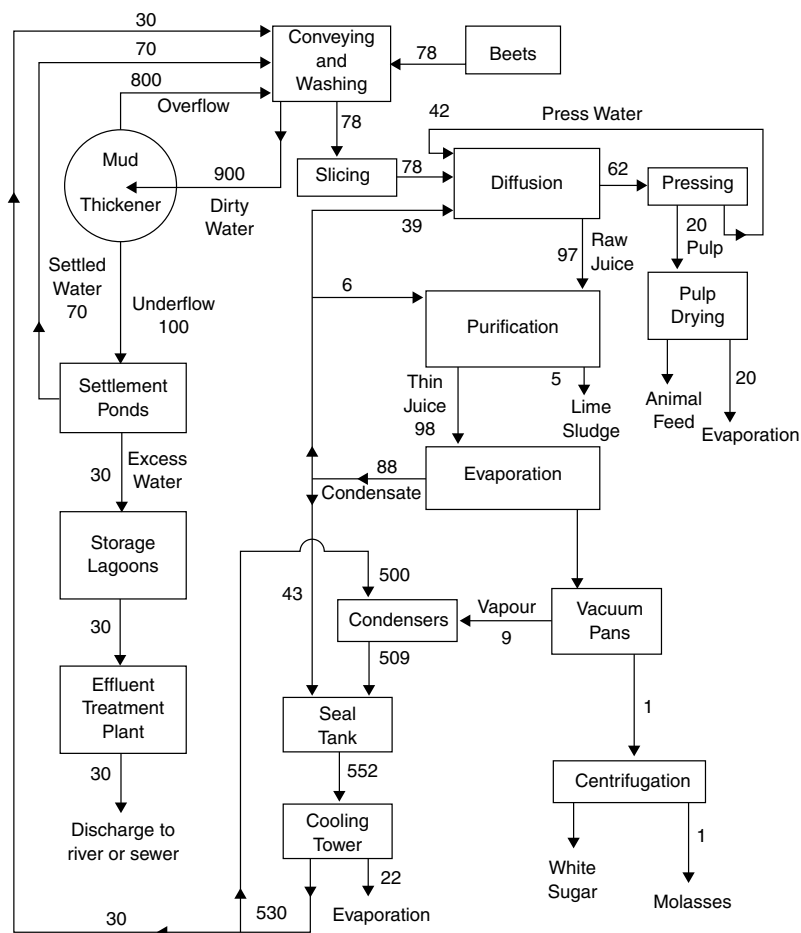 30
70
800
Overflow
Conveying
and
Washing
78
Beets
78
42
Press Water
Mud
Thickener
900
Dirty
Water
Slicing
78
Diffusion
62
Pressing
39
97
Raw
Juice
20
Pulp
Settled
Water
70
Underflow
100
6
Purification
Pulp
Drying
Settlement
Ponds
Thin
Juice
98
5
Lime
Sludge
Animal
Feed
20
Evaporation
30
Excess
Water
88
Condensate
Evaporation
Storage
Lagoons
500
43
Condensers
Vapour
9
Vacuum
Pans
30
509
Effluent
Treatment
Plant
Seal
Tank
1
30
552
Centrifugation
Discharge to
river or sewer
Cooling
Tower
1
22
White
Sugar
Molasses
30
530
Evaporation